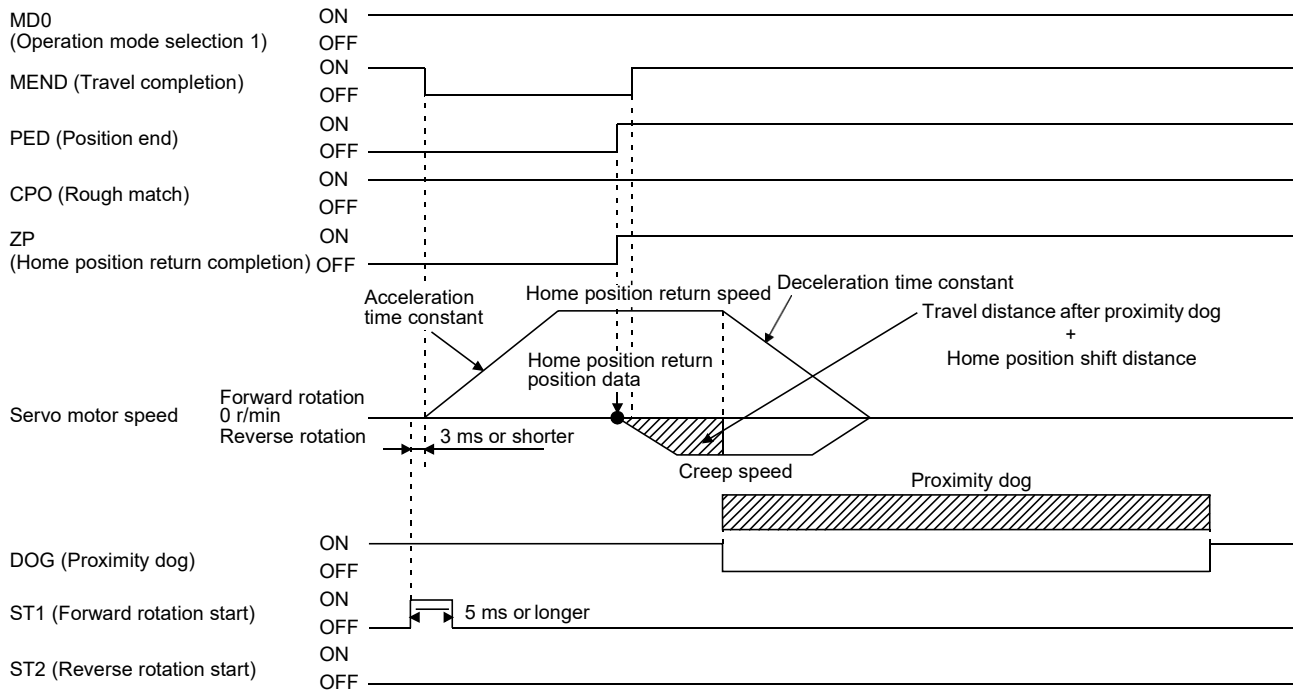 MD0
(Operation mode selection 1)
ON
OFF
MEND (Travel completion)
ON
OFF
PED (Position end)
ON
OFF
CPO (Rough match)
ON
OFF
ZP
(Home position return completion)
ON
OFF
Acceleration
time constant
Home position return speed
Deceleration time constant
Travel distance after proximity dog
+
Home position shift distance
Home position return
position data
Servo motor speed
Forward rotation
0 r/min
Reverse rotation
3 ms or shorter
Creep speed
Proximity dog
DOG (Proximity dog)
ON
OFF
ST1 (Forward rotation start)
ON
OFF
5 ms or longer
ST2 (Reverse rotation start)
ON
OFF